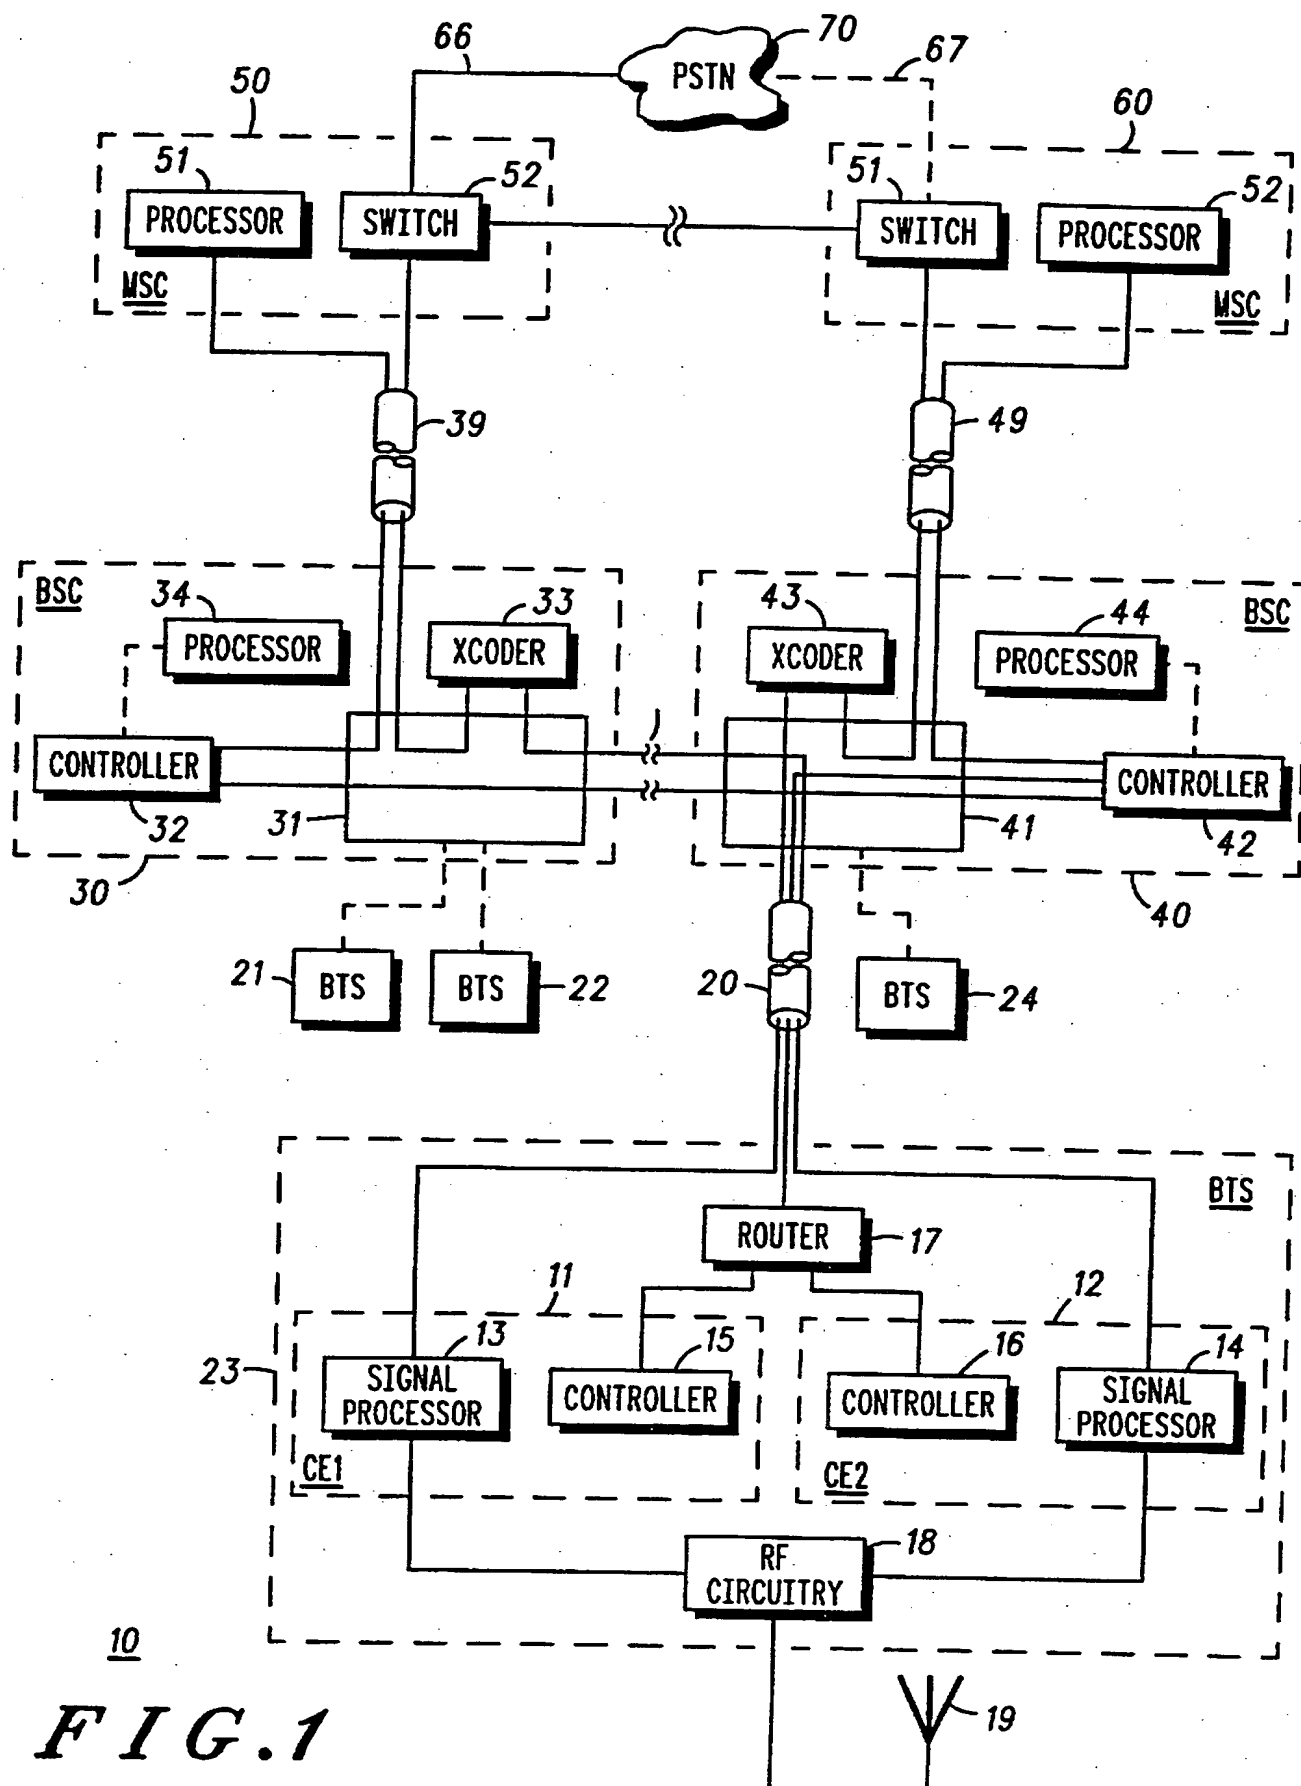 66
PSTN
70
67
50
60
51
52
51
52
PROCESSOR
SWITCH
SWITCH
PROCESSOR
MSC
MSC
39
49
BSC
34
33
43
44
BSC
PROCESSOR
XCODER
XCODER
PROCESSOR
CONTROLLER
CONTROLLER
32
31
41
42
30
40
21
BTS
BTS
22
20
BTS
24
BTS
ROUTER
17
11
12
23
13
15
16
14
SIGNAL
PROCESSOR
CONTROLLER
CONTROLLER
SIGNAL
PROCESSOR
CE1
CE2
RF
CIRCUITRY
18
10
19
FIG.1